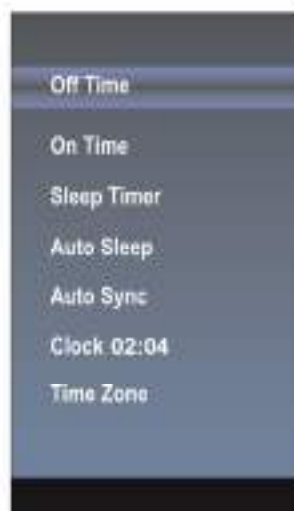 Off Time
On Time
Sleep Timer
Auto Sleep
Auto Sync
Clock 02:04
Time Zone